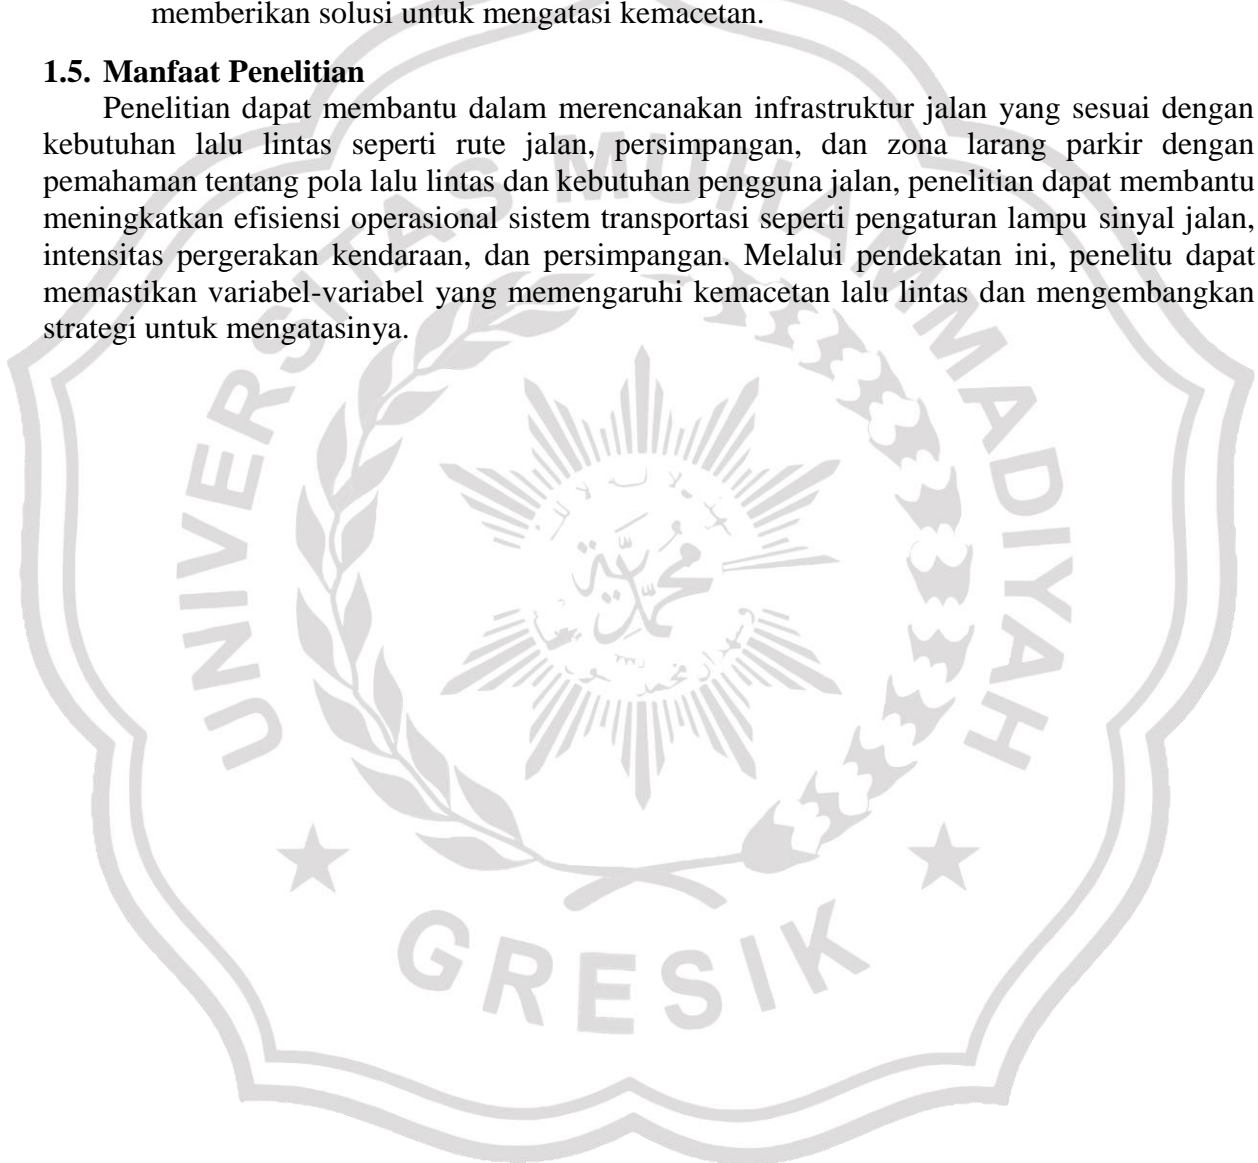 memberikan solusi untuk mengatasi kemacetan.
1.5. Manfaat Penelitian
Penelitian dapat membantu dalam merencanakan infrastruktur jalan yang sesuai dengan
kebutuhan lalu lintas seperti rute jalan, persimpangan, dan zona larang parkir dengan
pemahaman tentang pola lalu lintas dan kebutuhan pengguna jalan, penelitian dapat membantu
meningkatkan efisiensi operasional sistem transportasi seperti pengaturan lampu sinyal jalan,
intensitas pergerakan kendaraan, dan persimpangan. Melalui pendekatan ini, penelitu dapat
memastikan variabel-variabel yang memengaruhi kemacetan lalu lintas dan mengembangkan
strategi untuk mengatasinya.
UNIVERSITAS MUHAMMADIYAH
محمدية
GRESIK